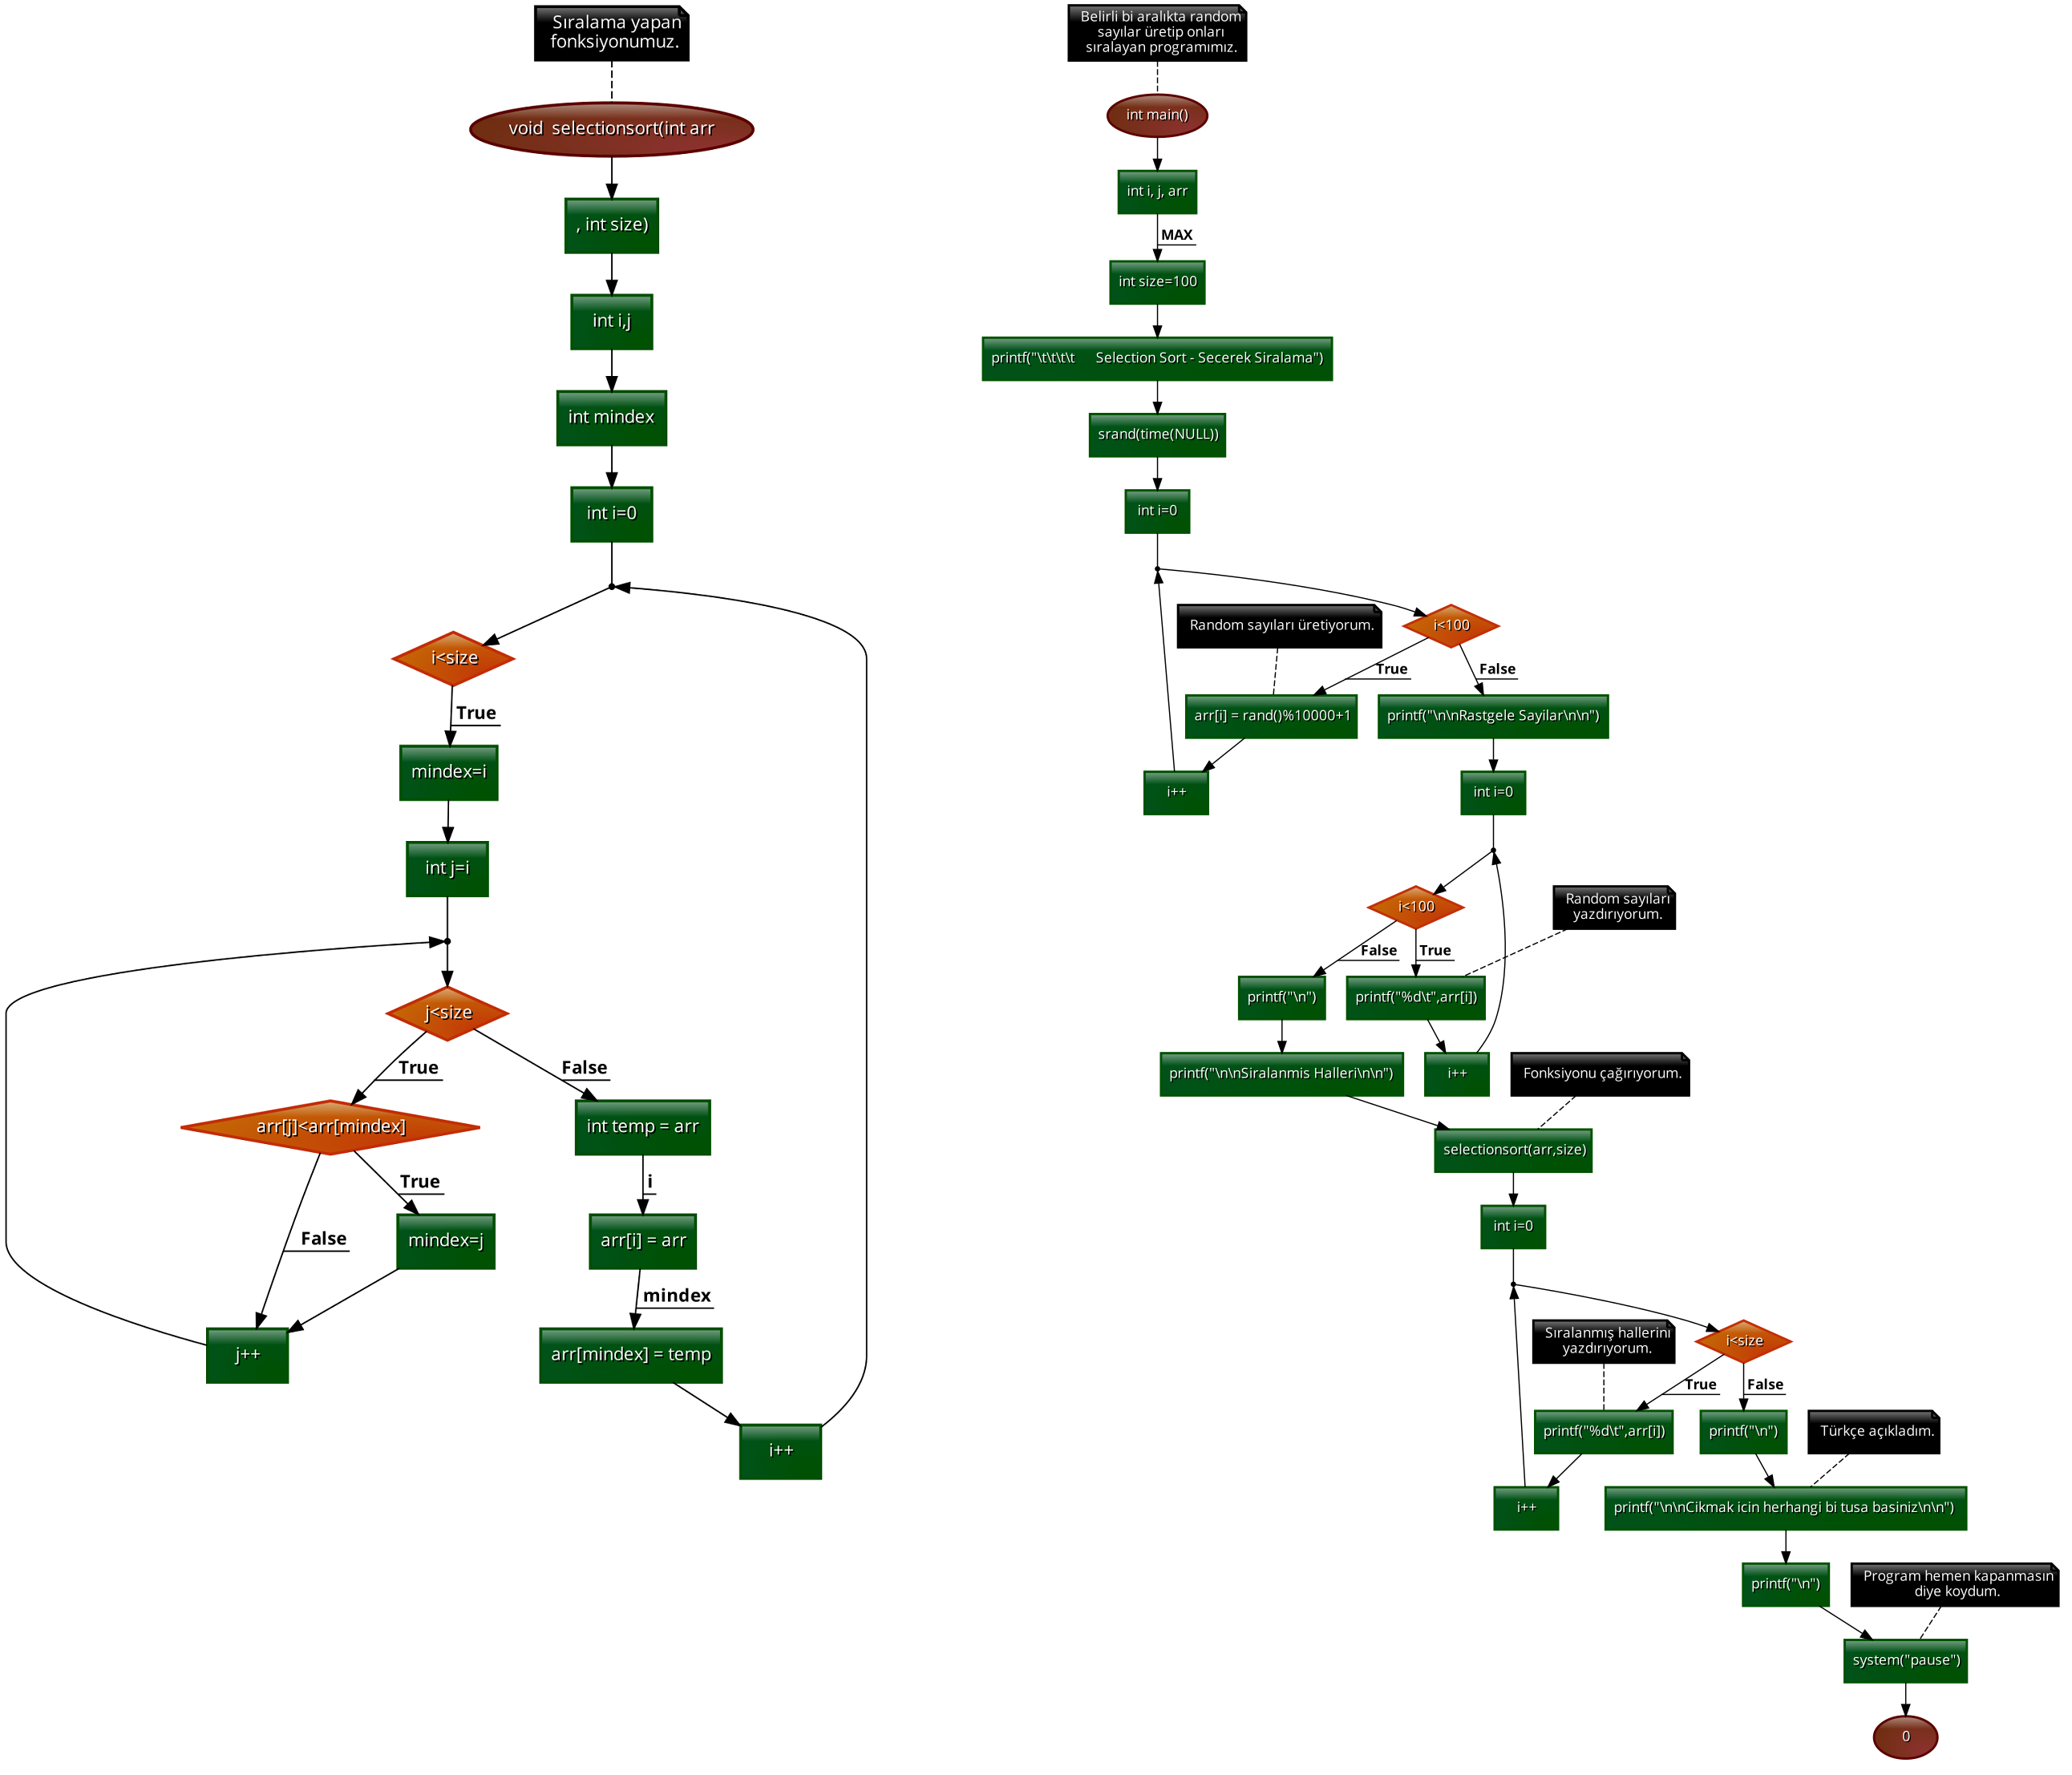 Sıralama yapan
fonksiyonumuz.
void  selectionsort(int arr
, int size)
int i,j
int mindex
int i=0
i<size
True
mindex=i
int j=i
j<size
True
False
arr[j]<arr[mindex]
int temp = arr
True
i
False
mindex=j
arr[i] = arr
mindex
j++
arr[mindex] = temp
i++
Belirli bi aralıkta random
sayılar üretip onları
sıralayan programımız.
int main()
int i, j, arr
MAX
int size=100
printf("\t\t\t\t      Selection Sort - Secerek Siralama")
srand(time(NULL))
int i=0
Random sayıları üretiyorum.
i<100
True
False
arr[i] = rand()%10000+1
printf("\n\nRastgele Sayilar\n\n")
i++
int i=0
i<100
Random sayıları
yazdırıyorum.
False
True
printf("\n")
printf("%d\t",arr[i])
printf("\n\nSiralanmis Halleri\n\n")
i++
Fonksiyonu çağırıyorum.
selectionsort(arr,size)
int i=0
Sıralanmış hallerini
yazdırıyorum.
i<size
True
False
printf("%d\t",arr[i])
printf("\n")
Türkçe açıkladım.
i++
printf("\n\nCikmak icin herhangi bi tusa basiniz\n\n")
printf("\n")
Program hemen kapanmasın
diye koydum.
system("pause")
0